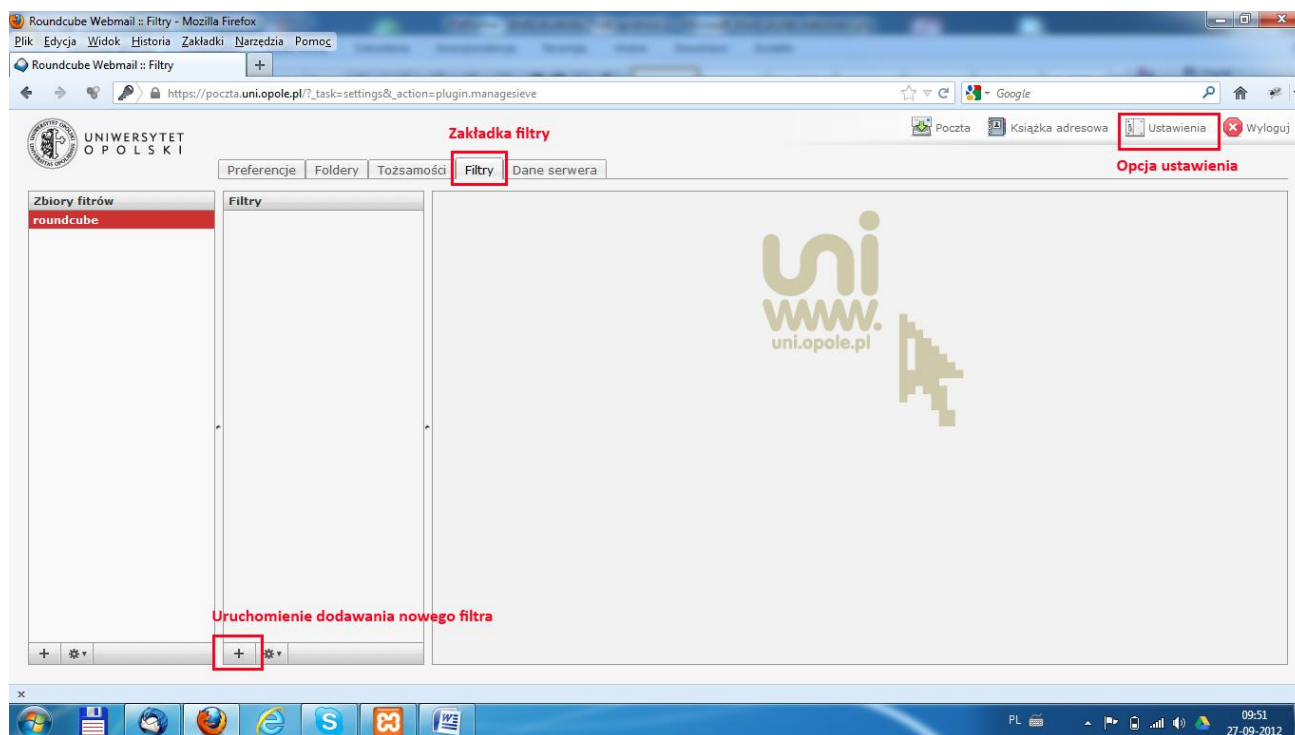 Roundcube Webmail :: Filtry - Mozilla Firefox
Plik Edycja Widok Historia Zakładki Narzędzia Pomoc
Roundcube Webmail :: Filtry +
https://poczta.uni.opole.pl/?_task=settings&_action=plugin.managesieve
Google
UNIWERSYTET
OPOLSKI
Zakładka filtry
Poczta Książka adresowa Ustawienia Wyloguj
Opcja ustawienia
Preferencje Foldery Tożsamości Filtry Dane serwera
Zbiory fitrów Filtry
roundcube
uni
www.
uni.opole.pl
Uruchomienie dodawania nowego filtra
+ +
x
PL
09:51
27-09-2012